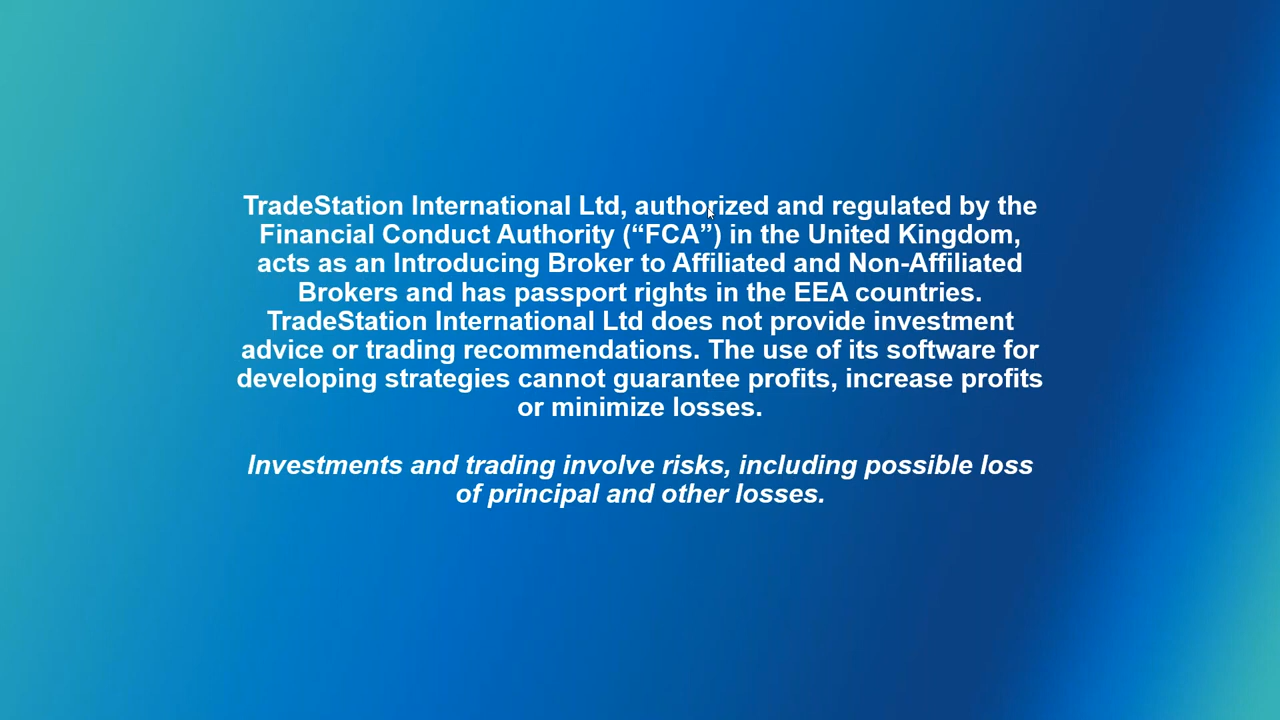 TradeStation International Ltd, authorized and regulated by the
Financial Conduct Authority (“FCA”) in the United Kingdom,
acts as an Introducing Broker to Affiliated and Non-Affiliated
Brokers and has passport rights in the EEA countries.
TradeStation International Ltd does not provide investment
advice or trading recommendations. The use of its software for
developing strategies cannot guarantee profits, increase profits
or minimize losses.
Investments and trading involve risks, including possible loss
of principal and other losses.